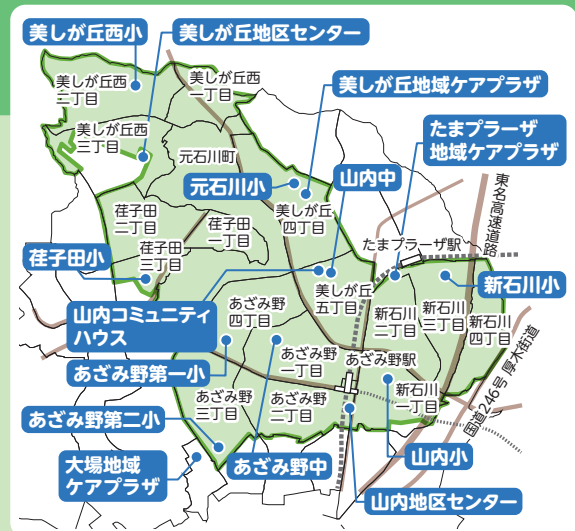 美しが丘西小
美しが丘地区センター
美しが丘西
二丁目
美しが丘西
一丁目
美しが丘地域ケアプラザ
美しが丘西
三丁目
元石川町
たまプラーザ
地域ケアプラザ
元石川小
山内中
東名高速道路
荏子田
二丁目
荏子田
一丁目
美しが丘
四丁目
荏子田
三丁目
たまプラーザ駅
荏子田小
新石川小
美しが丘
五丁目
山内コミュニティ
ハウス
あざみ野
四丁目
新石川
二丁目
新石川
三丁目
新石川
四丁目
あざみ野第一小
あざみ野
一丁目
あざみ野駅
国道246号 厚木街道
あざみ野
三丁目
あざみ野
二丁目
新石川
一丁目
あざみ野第二小
大場地域
ケアプラザ
あざみ野中
山内小
山内地区センター